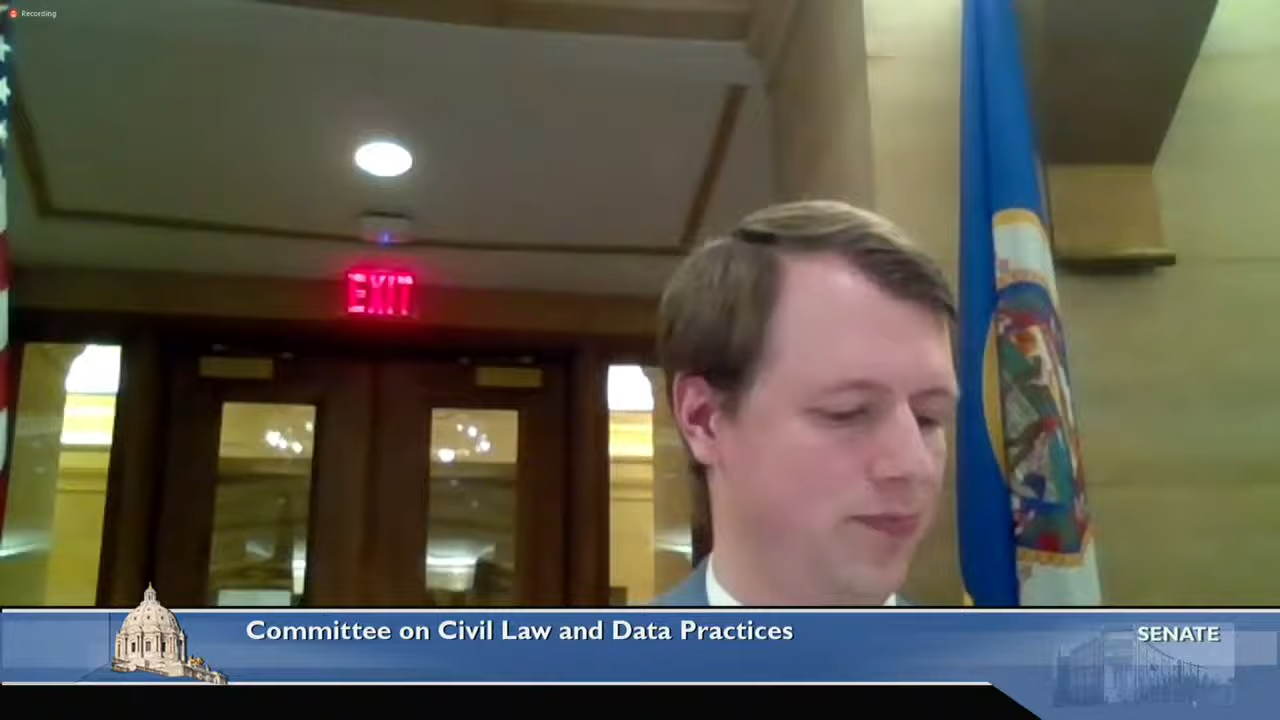 Recording
EXIT
Committee on Civil Law and Data Practices
SENATE